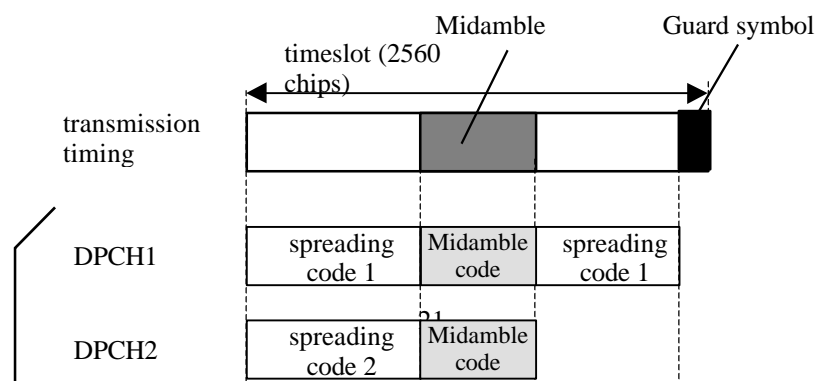 Midamble
Guard symbol
timeslot (2560
chips)
transmission
timing
DPCH1
spreading
code 1
Midamble
code
spreading
code 1
21
DPCH2
spreading
code 2
Midamble
code